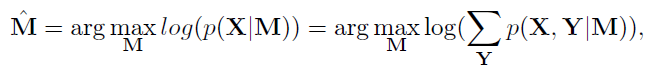 M̂ = arg max_M log(p(X|M)) = arg max_M log(∑_Y p(X, Y|M)),